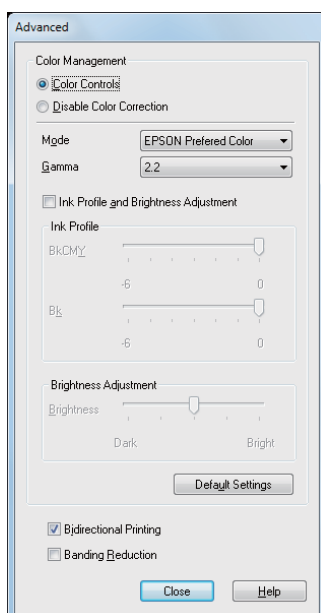 Advanced
Color Management
Color Controls
Disable Color Correction
Mode
EPSON Prefered Color
Gamma
2.2
Ink Profile and Brightness Adjustment
Ink Profile
BkCMY
-6 0
Bk
-6 0
Brightness Adjustment
Brightness
Dark Bright
Default Settings
Bidirectional Printing
Banding Reduction
Close Help